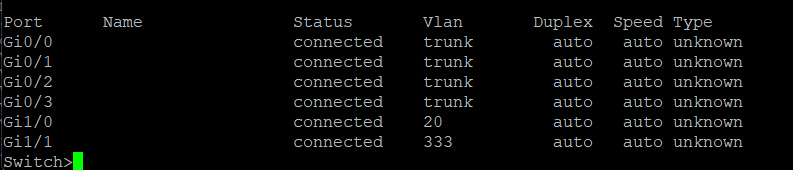 Port      Name               Status       Vlan       Duplex  Speed Type
Gi0/0                        connected    trunk        auto   auto unknown
Gi0/1                        connected    trunk        auto   auto unknown
Gi0/2                        connected    trunk        auto   auto unknown
Gi0/3                        connected    trunk        auto   auto unknown
Gi1/0                        connected    20           auto   auto unknown
Gi1/1                        connected    333          auto   auto unknown
Switch>